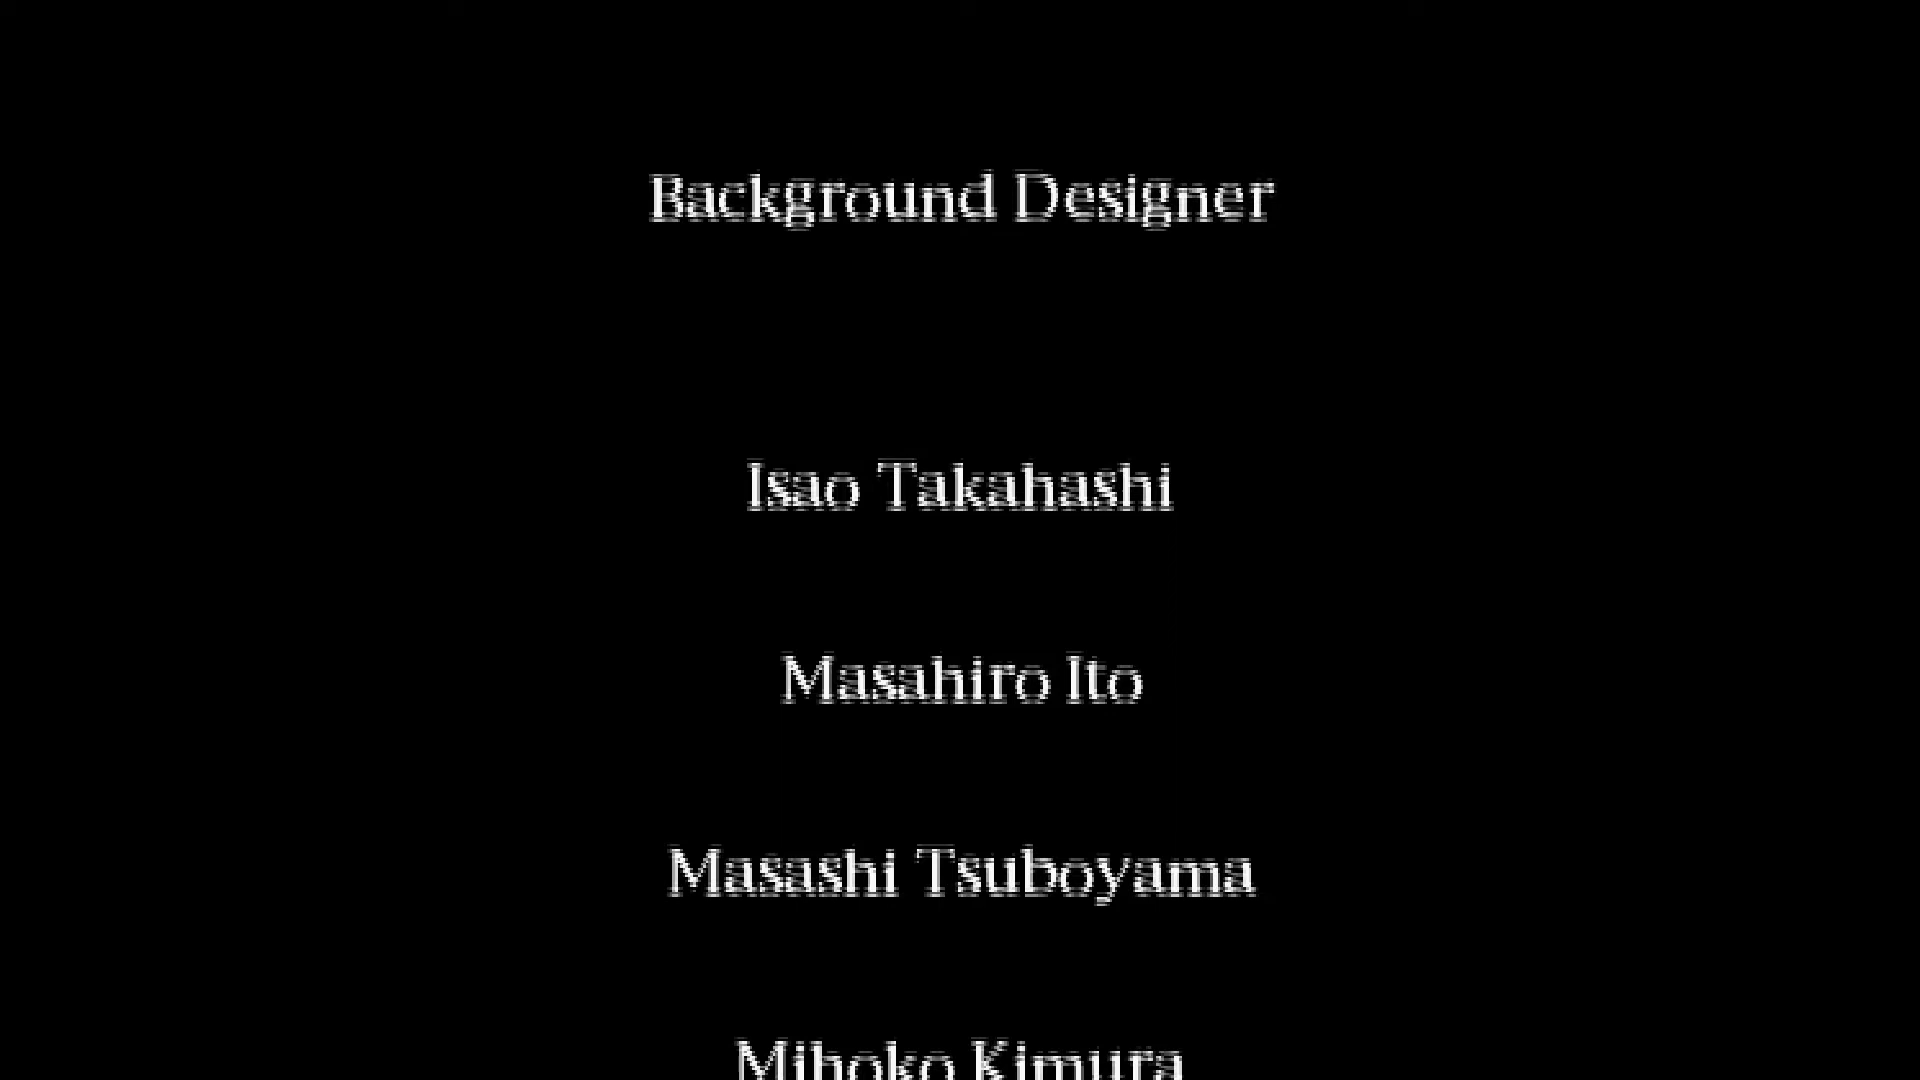 Background Designer
Isao Takahashi
Masahiro Ito
Masashi Tsuboyama
Mihoko Kimura